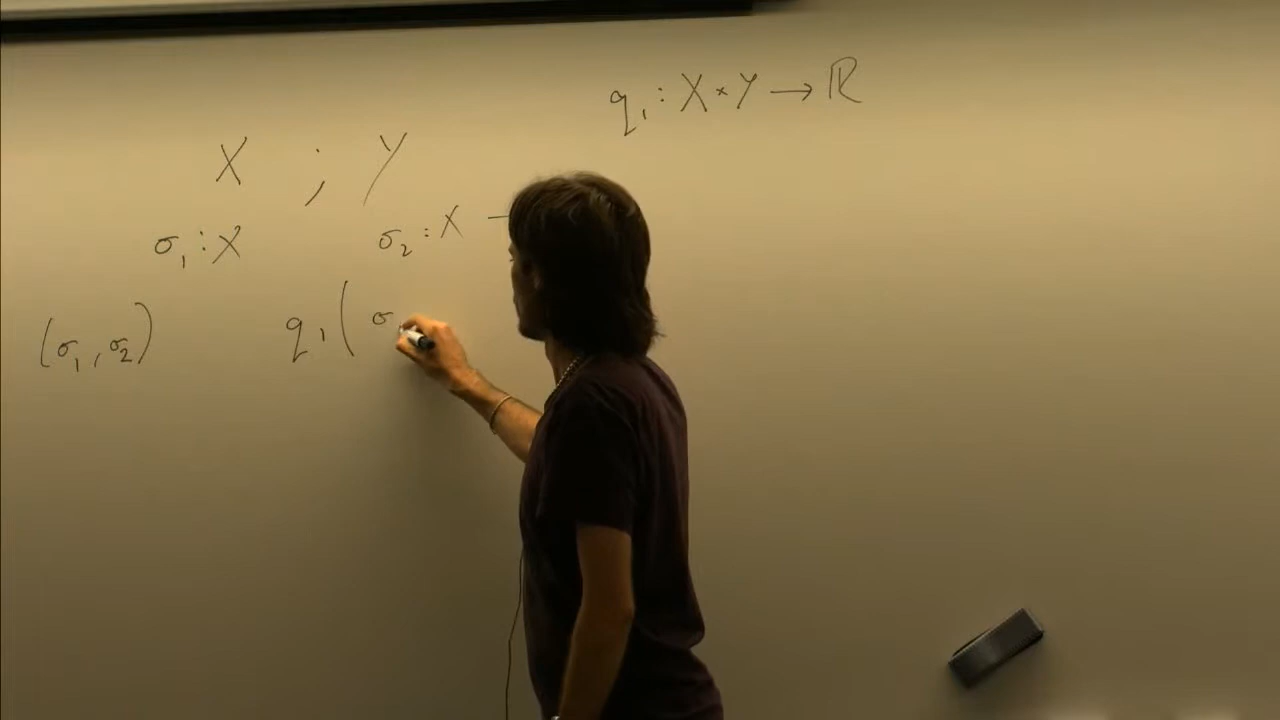 q₁ : X × Y → ℝ
X ; Y
σ₁ : X σ₂ : X –
(σ₁, σ₂) q₁(σ